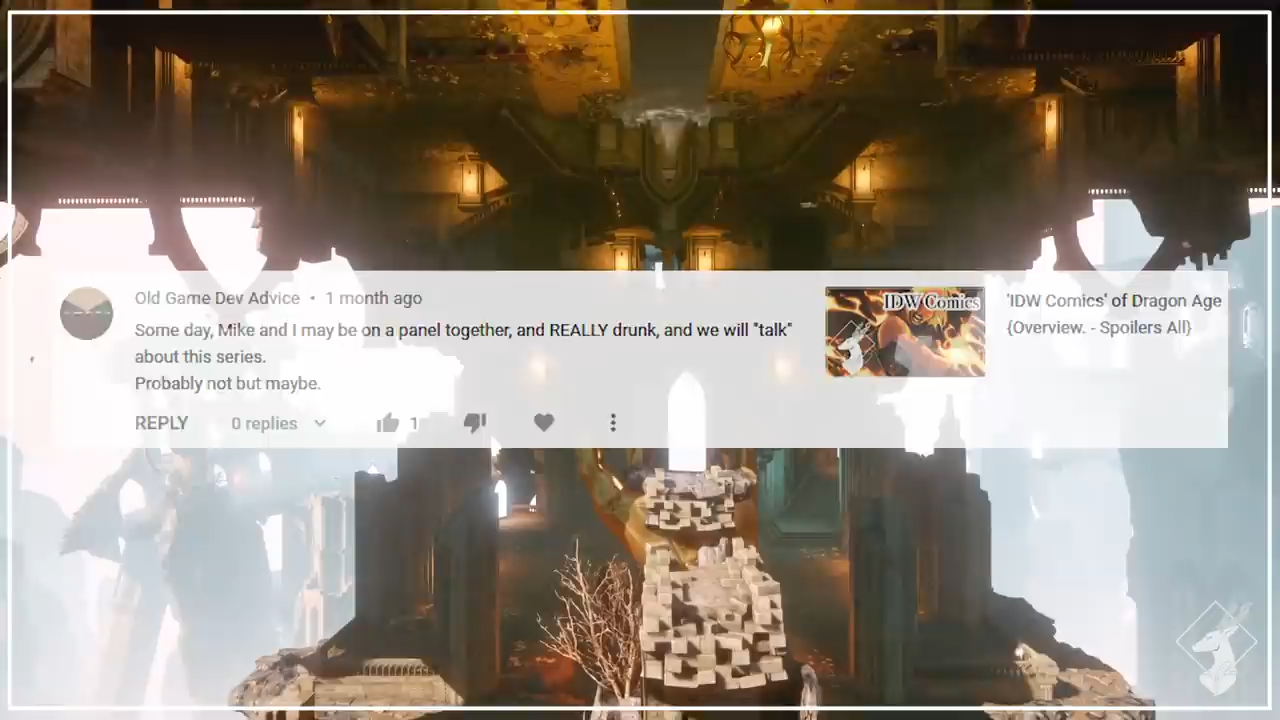 Old Game Dev Advice • 1 month ago
Some day, Mike and I may be on a panel together, and REALLY drunk, and we will "talk"
about this series.
Probably not but maybe.
REPLY 0 replies 1
IDW Comics
'IDW Comics' of Dragon Age
{Overview. - Spoilers All}